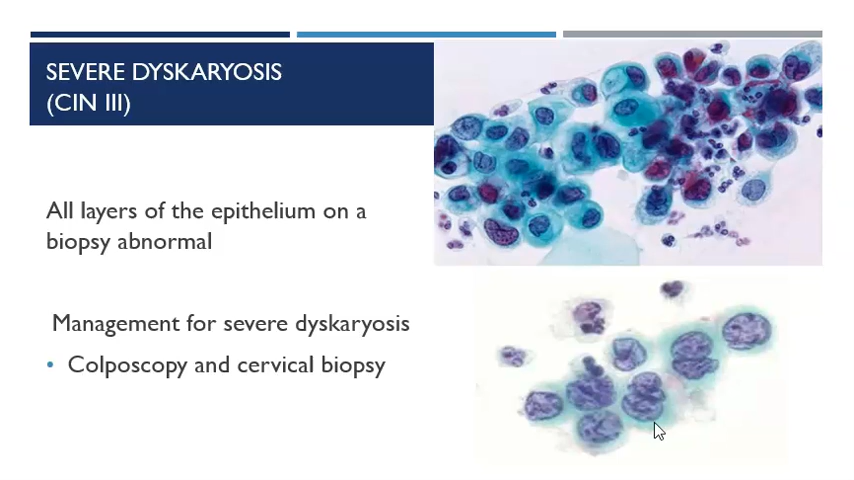 SEVERE DYSKARYOSIS
(CIN III)
All layers of the epithelium on a
biopsy abnormal
Management for severe dyskaryosis
• Colposcopy and cervical biopsy